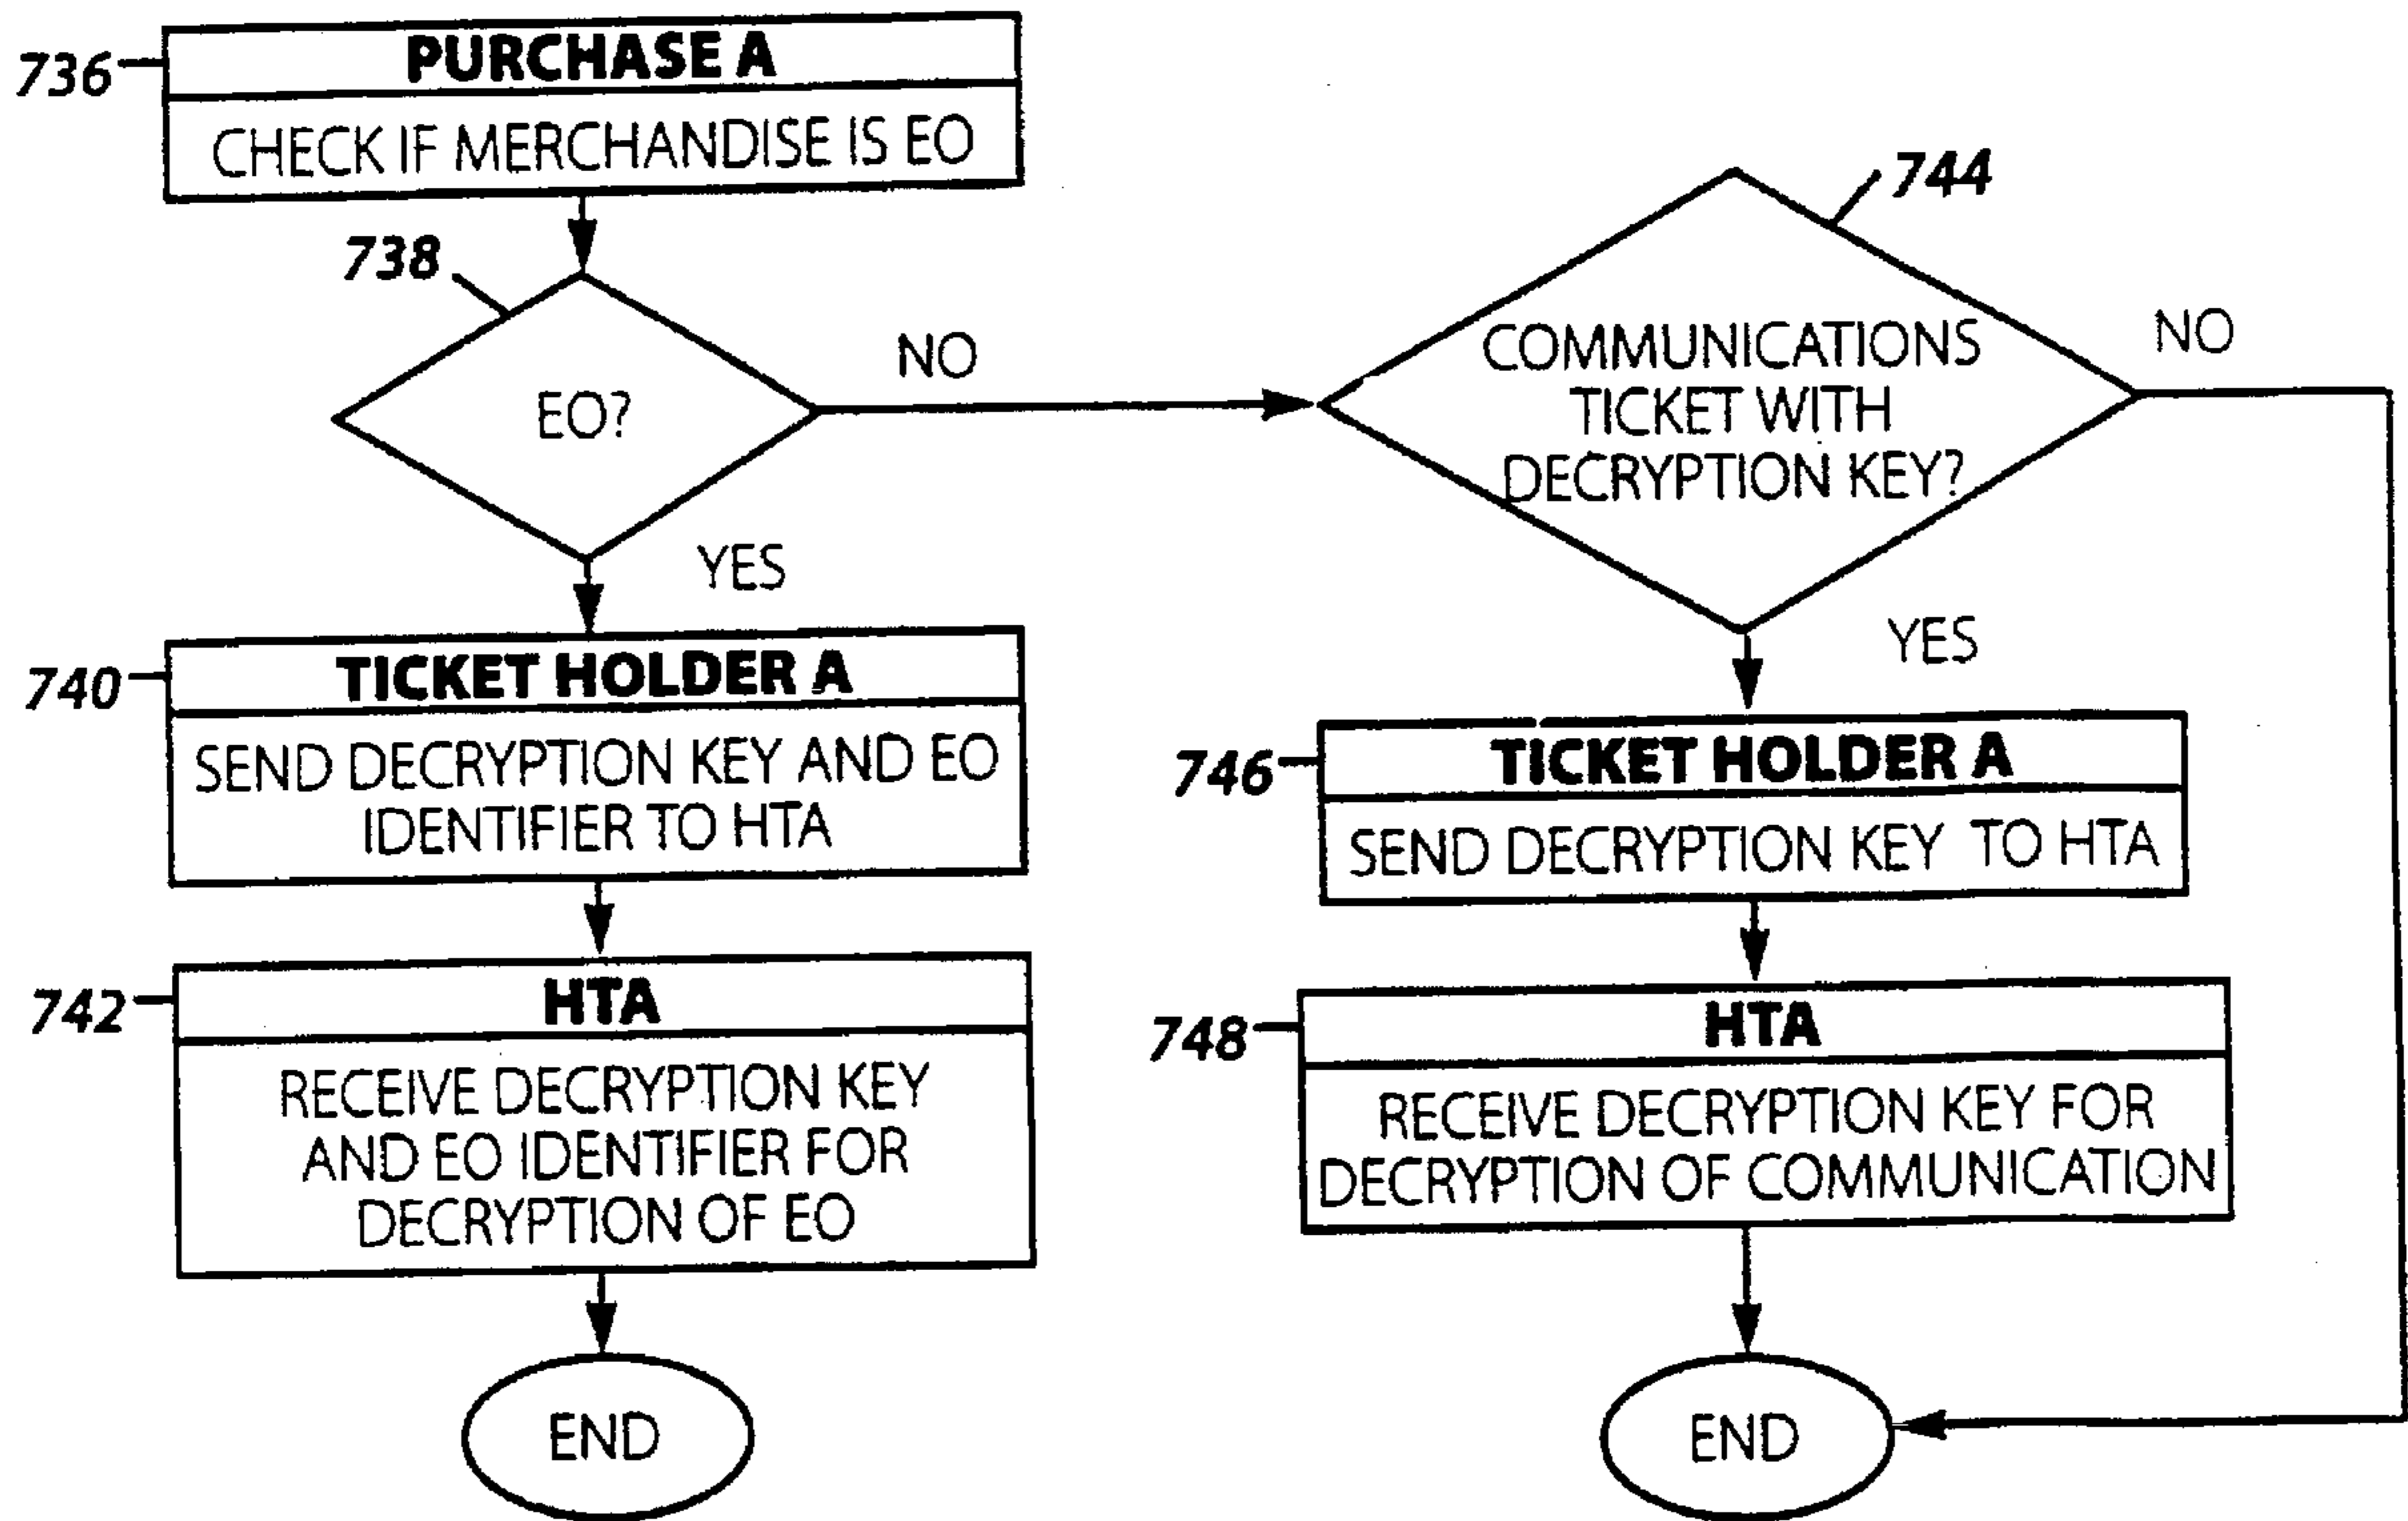 736
PURCHASE A
CHECK IF MERCHANDISE IS EO
738
EO?
NO
YES
740
TICKET HOLDER A
SEND DECRYPTION KEY AND EO
IDENTIFIER TO HTA
742
HTA
RECEIVE DECRYPTION KEY
AND EO IDENTIFIER FOR
DECRYPTION OF EO
END
744
COMMUNICATIONS
TICKET WITH
DECRYPTION KEY?
NO
YES
746
TICKET HOLDER A
SEND DECRYPTION KEY TO HTA
748
HTA
RECEIVE DECRYPTION KEY FOR
DECRYPTION OF COMMUNICATION
END